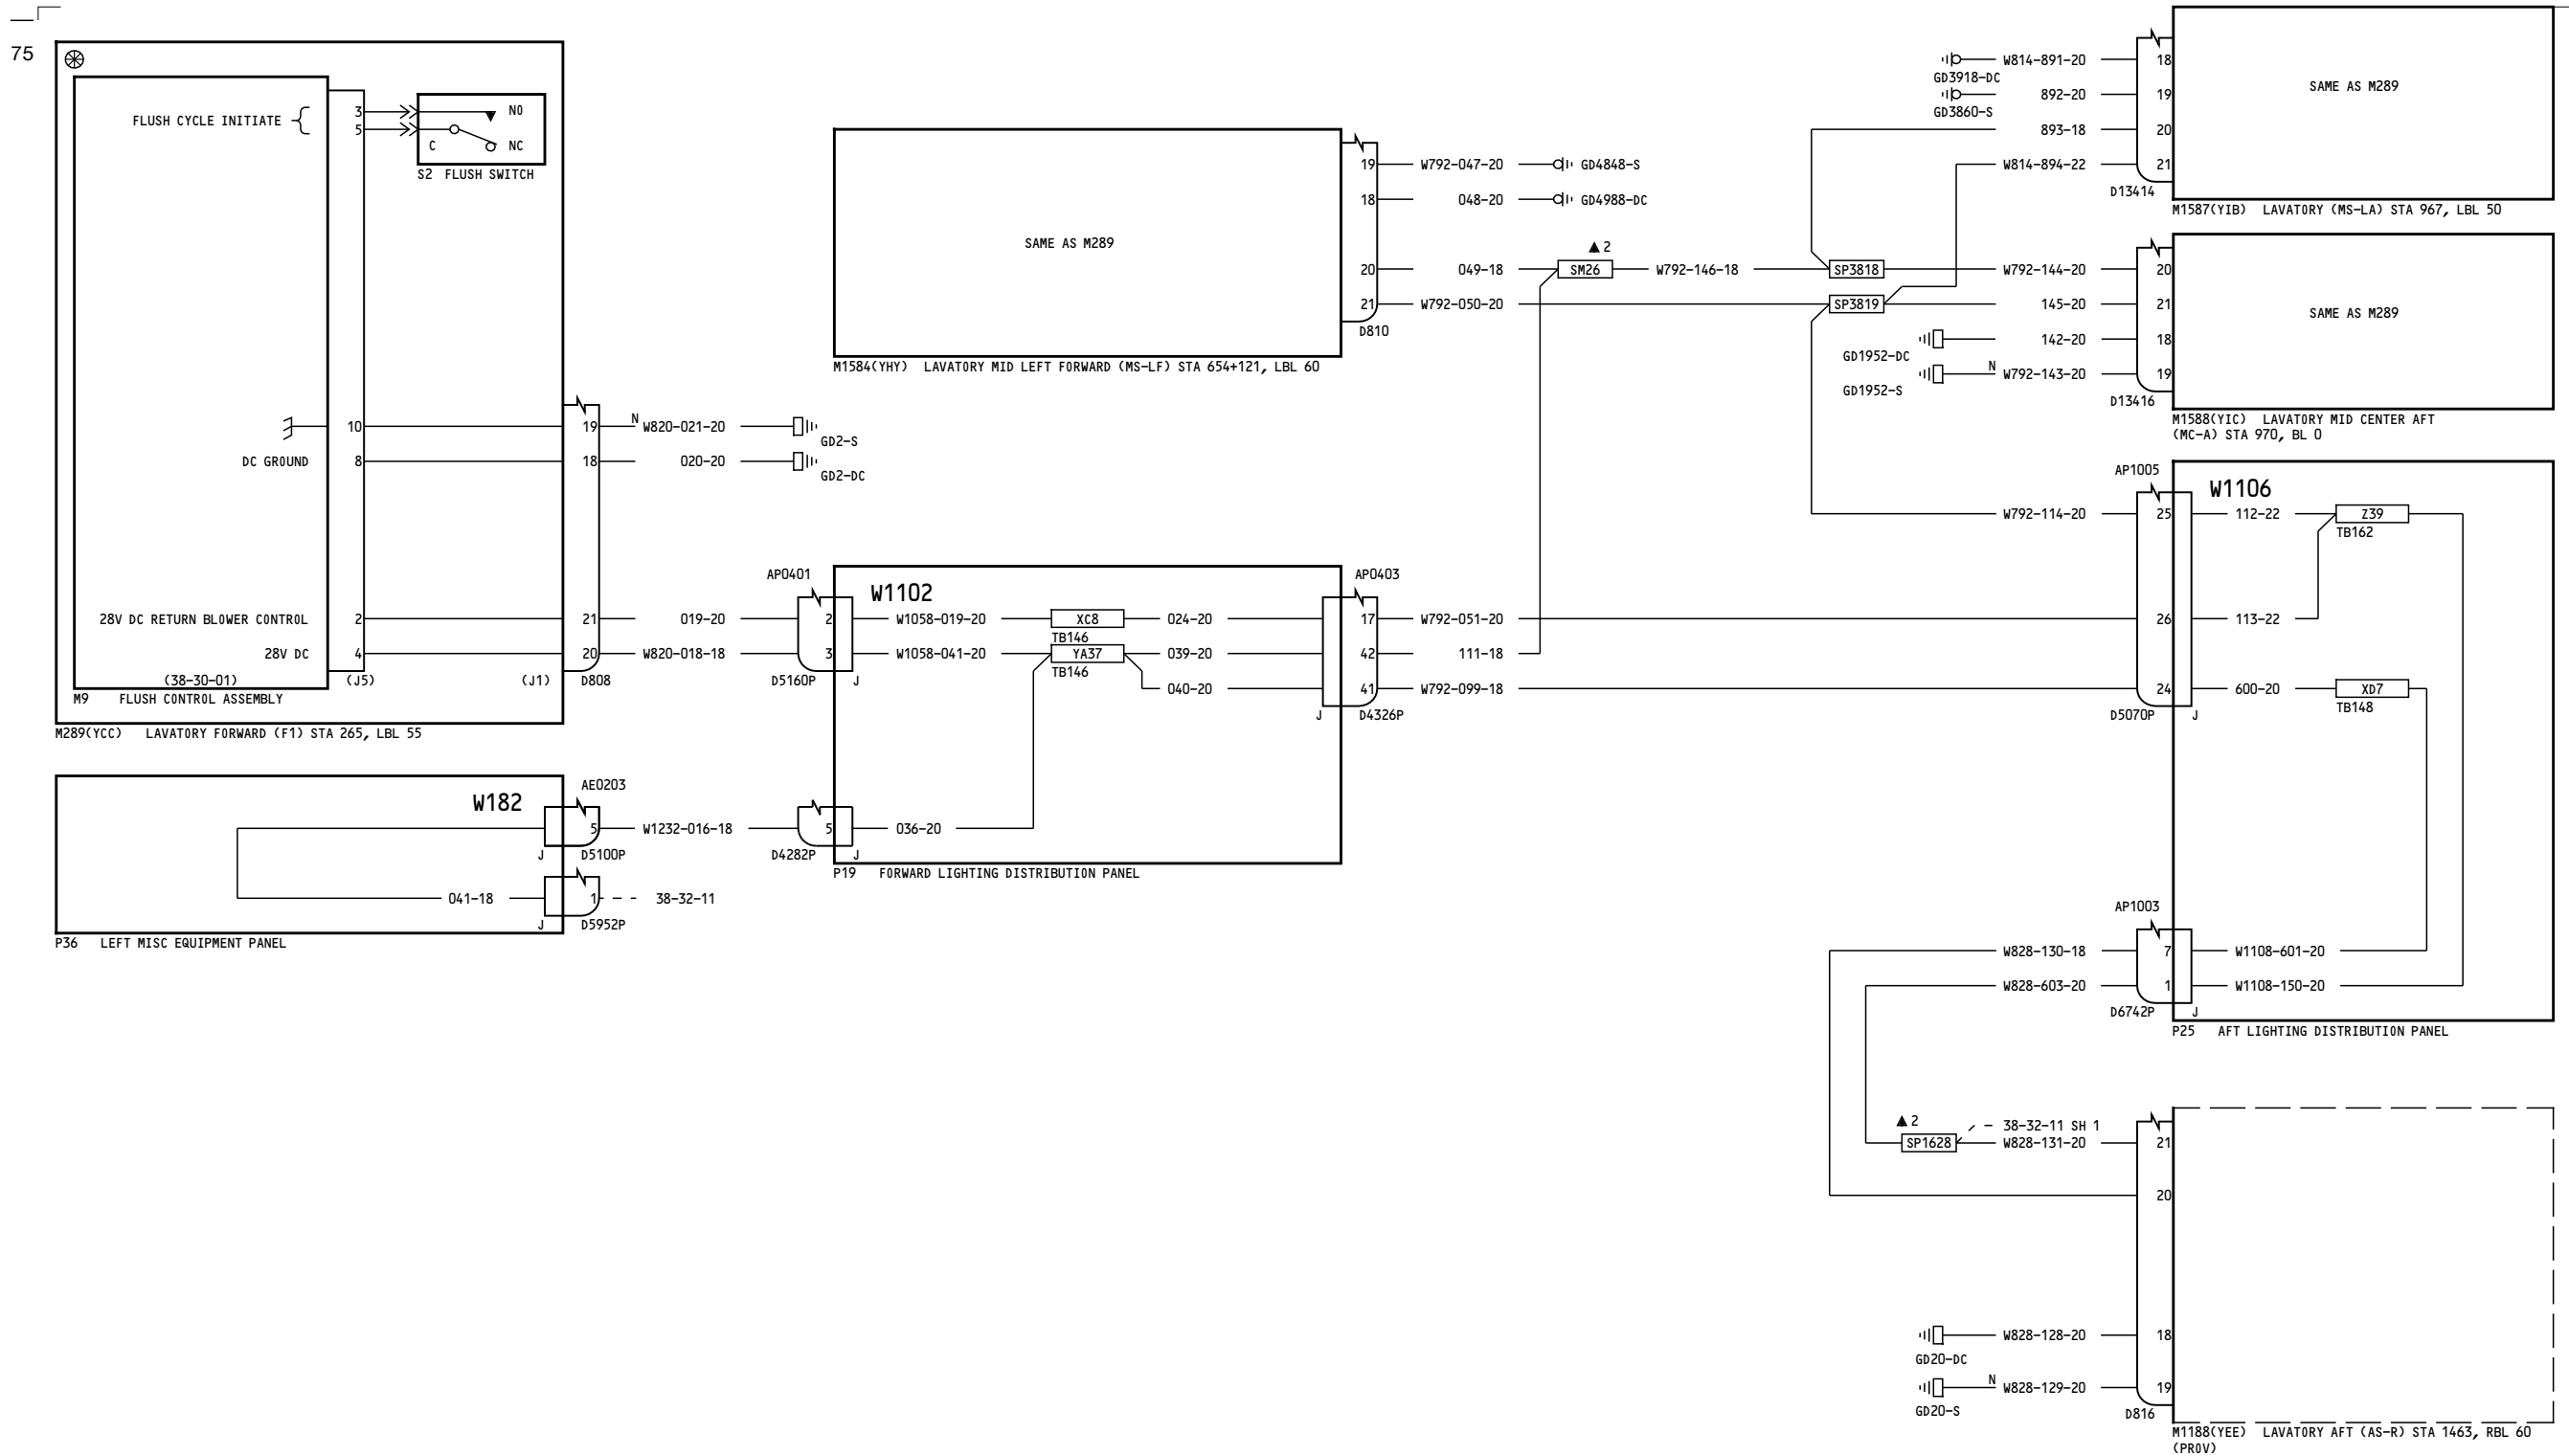 75
FLUSH CYCLE INITIATE
3
5
NO
C
NC
S2 FLUSH SWITCH
DC GROUND
10
8
19
18
N
W820-021-20
020-20
GD2-S
GD2-DC
28V DC RETURN BLOWER CONTROL
2
21
019-20
28V DC
4
20
W820-018-18
(38-30-01)
(J5)
(J1)
D808
M9 FLUSH CONTROL ASSEMBLY
M289(YCC) LAVATORY FORWARD (F1) STA 265, LBL 55
W182
AE0203
5
W1232-016-18
J
D5100P
041-18
1
38-32-11
J
D5952P
P36 LEFT MISC EQUIPMENT PANEL
SAME AS M289
19
W792-047-20
GD4848-S
18
048-20
GD4988-DC
20
049-18
▲ 2
SM26
W792-146-18
21
W792-050-20
D810
M1584(YHY) LAVATORY MID LEFT FORWARD (MS-LF) STA 654+121, LBL 60
AP0401
W1102
AP0403
2
W1058-019-20
XC8
TB146
024-20
17
W792-051-20
3
W1058-041-20
YA37
TB146
039-20
42
111-18
040-20
41
W792-099-18
D5160P
J
J
D4326P
5
036-20
D4282P
J
P19 FORWARD LIGHTING DISTRIBUTION PANEL
GD3918-DC
W814-891-20
18
GD3860-S
892-20
19
893-18
20
W814-894-22
21
D13414
SAME AS M289
M1587(YIB) LAVATORY (MS-LA) STA 967, LBL 50
SP3818
W792-144-20
20
SP3819
145-20
21
142-20
18
GD1952-DC
N
W792-143-20
19
GD1952-S
D13416
SAME AS M289
M1588(YIC) LAVATORY MID CENTER AFT
(MC-A) STA 970, BL 0
AP1005
W1106
W792-114-20
25
112-22
Z39
TB162
26
113-22
24
600-20
XD7
TB148
D5070P
J
AP1003
W828-130-18
7
W1108-601-20
W828-603-20
1
W1108-150-20
D6742P
J
P25 AFT LIGHTING DISTRIBUTION PANEL
▲ 2
38-32-11 SH 1
SP1628
W828-131-20
21
20
W828-128-20
18
GD20-DC
N
W828-129-20
19
GD20-S
D816
M1188(YEE) LAVATORY AFT (AS-R) STA 1463, RBL 60
(PROV)